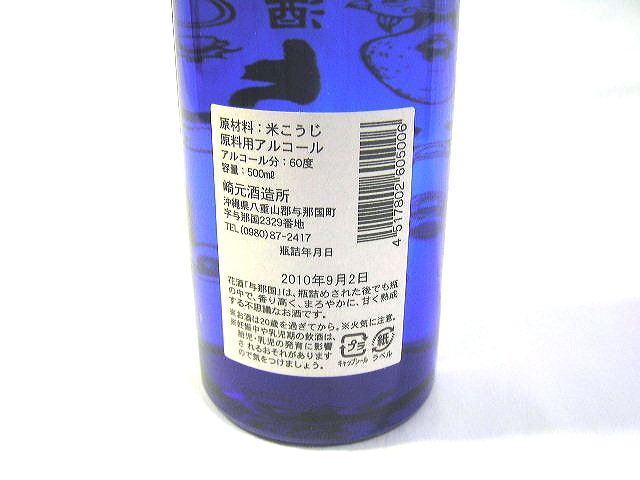 原材料：米こうじ
原料用アルコール
アルコール分：60度
容量：500mℓ
崎元酒造所
沖縄県八重山郡与那国町
字与那国2329番地
TEL(0980)87-2417
瓶詰年月日
2010年9月2日
花酒「与那国」は、瓶詰めされた後でも瓶
の中で、香り高く、まろやかに、甘く熟成
する不思議なお酒です。
※お酒は20歳を過ぎてから。※火気に注意。
※妊娠中や乳児期の飲酒は、
胎児・乳児の発育に影響
されるおそれがあります
ので気をつけましょう。
プラ
キャップシール
紙
ラベル
4 517802 605006